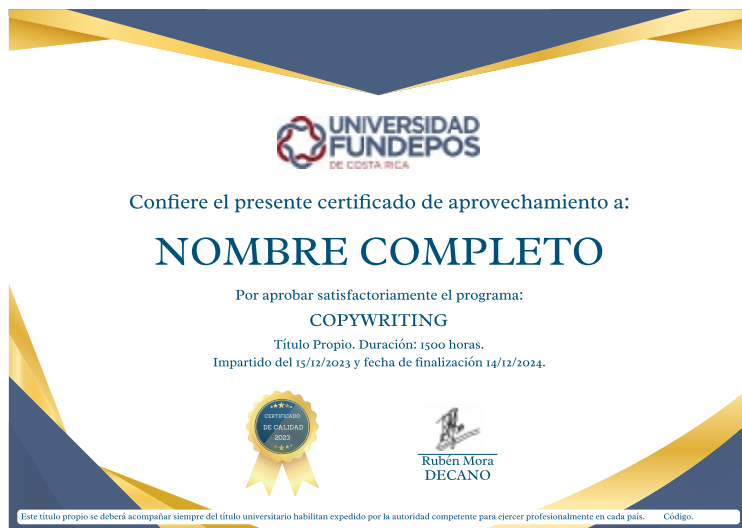 UNIVERSIDAD
FUNDEPOS
DE COSTA RICA
Confiere el presente certificado de aprovechamiento a:
NOMBRE COMPLETO
Por aprobar satisfactoriamente el programa:
COPYWRITING
Título Propio. Duración: 1500 horas.
Impartido del 15/12/2023 y fecha de finalización 14/12/2024.
CERTIFICADO
DE CALIDAD
2023
Rubén Mora
DECANO
Este título propio se deberá acompañar siempre del título universitario habilitan expedido por la autoridad competente para ejercer profesionalmente en cada país. Código.